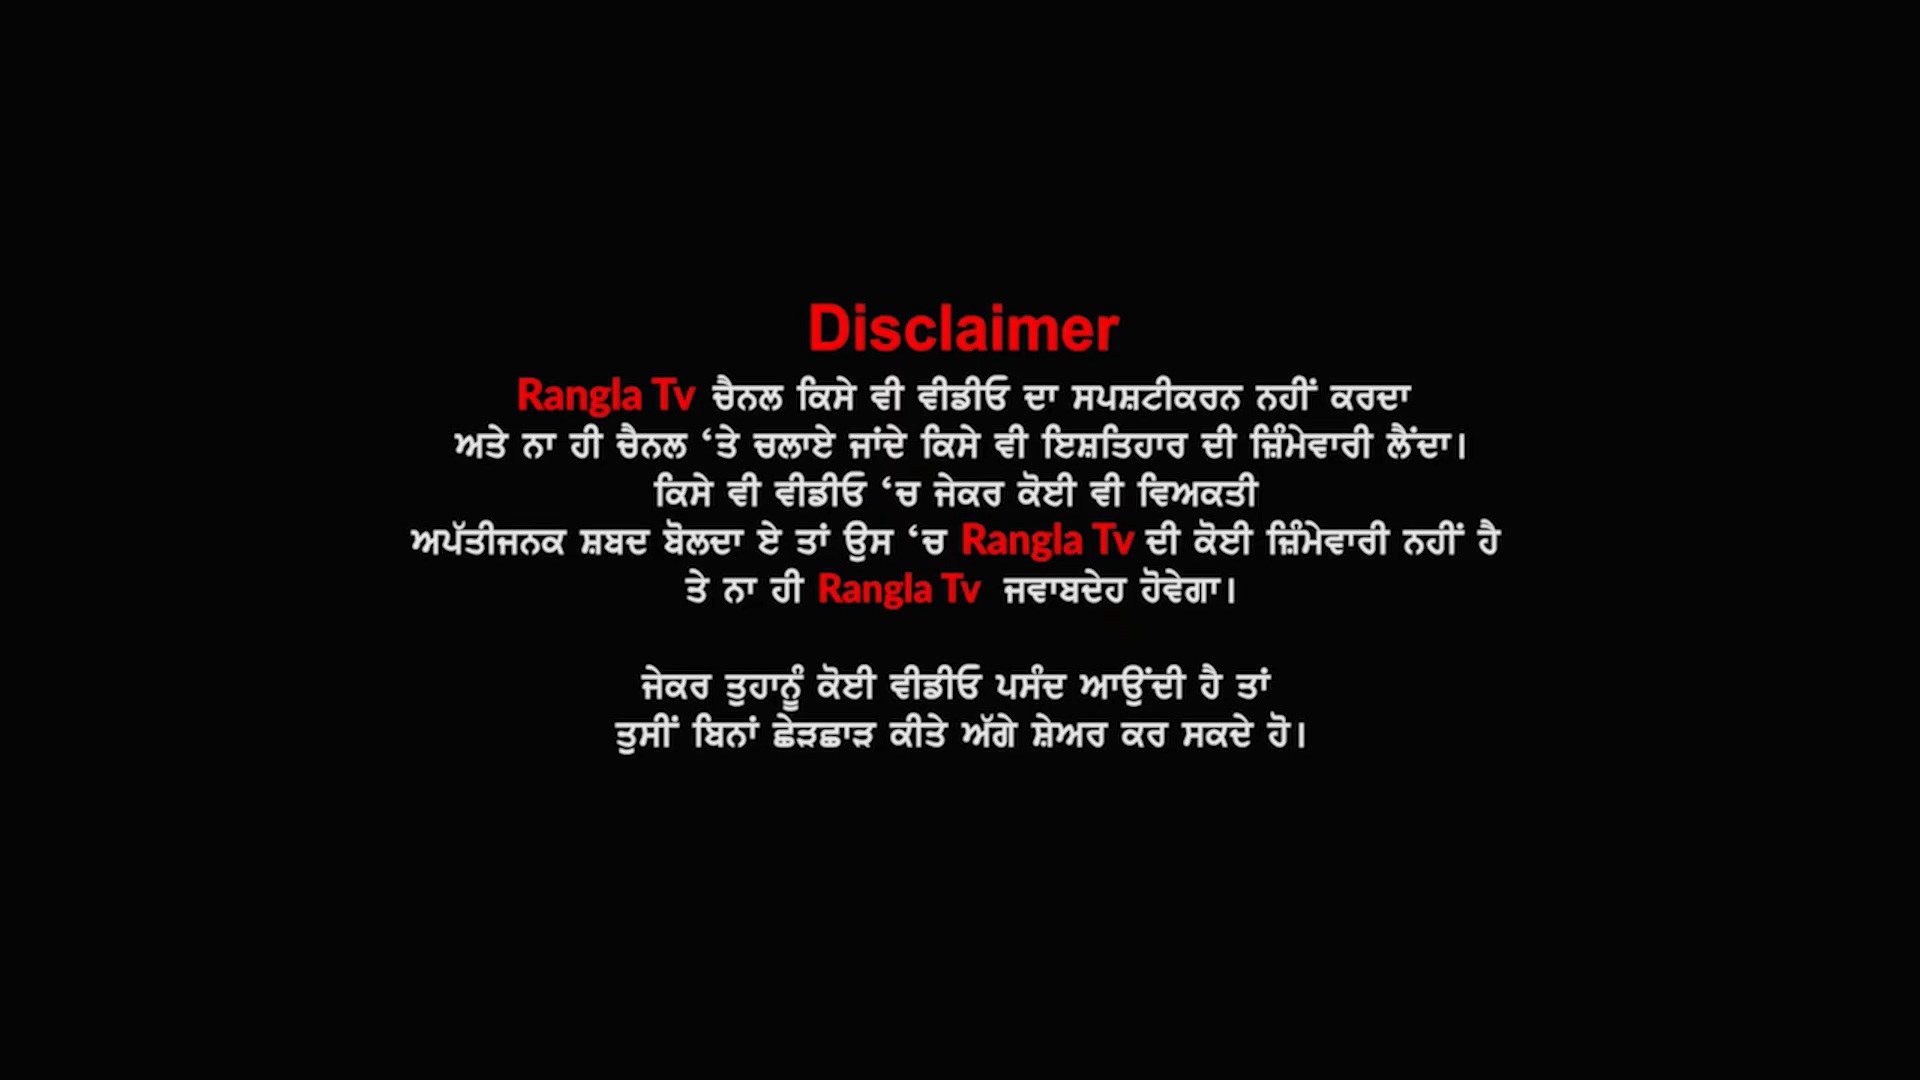 Disclaimer
Rangla Tv ਚੈਨਲ ਕਿਸੇ ਵੀ ਵੀਡੀਓ ਦਾ ਸਪਸ਼ਟੀਕਰਨ ਨਹੀਂ ਕਰਦਾ
ਅਤੇ ਨਾ ਹੀ ਚੈਨਲ ‘ਤੇ ਚਲਾਏ ਜਾਂਦੇ ਕਿਸੇ ਵੀ ਇਸ਼ਤਿਹਾਰ ਦੀ ਜ਼ਿੰਮੇਵਾਰੀ ਲੈਂਦਾ।
ਕਿਸੇ ਵੀ ਵੀਡੀਓ ‘ਚ ਜੇਕਰ ਕੋਈ ਵੀ ਵਿਅਕਤੀ
ਅਪੱਤੀਜਨਕ ਸ਼ਬਦ ਬੋਲਦਾ ਏ ਤਾਂ ਉਸ ‘ਚ Rangla Tv ਦੀ ਕੋਈ ਜ਼ਿੰਮੇਵਾਰੀ ਨਹੀਂ ਹੈ
ਤੇ ਨਾ ਹੀ Rangla Tv ਜਵਾਬਦੇਹ ਹੋਵੇਗਾ।
ਜੇਕਰ ਤੁਹਾਨੂੰ ਕੋਈ ਵੀਡੀਓ ਪਸੰਦ ਆਉਂਦੀ ਹੈ ਤਾਂ
ਤੁਸੀਂ ਬਿਨਾਂ ਛੇੜਛਾੜ ਕੀਤੇ ਅੱਗੇ ਸ਼ੇਅਰ ਕਰ ਸਕਦੇ ਹੋ।